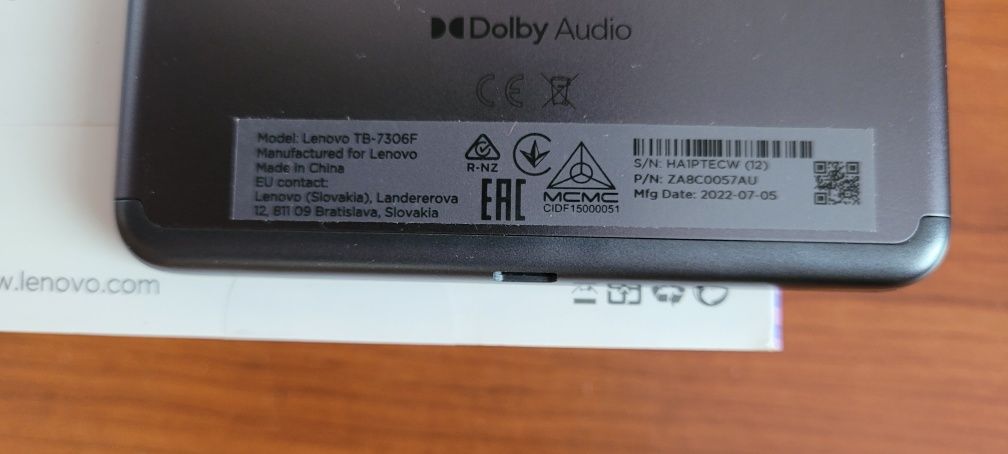 Dolby Audio
CE
Model: Lenovo TB-7306F
Manufactured for Lenovo
Made in China
EU contact:
Lenovo (Slovakia), Landererova
12, 811 09 Bratislava, Slovakia
R-NZ
EAC
MCMC
CIDF15000051
S/N: HA1PTECW (12)
P/N: ZA8C0057AU
Mfg Date: 2022-07-05
w.lenovo.com